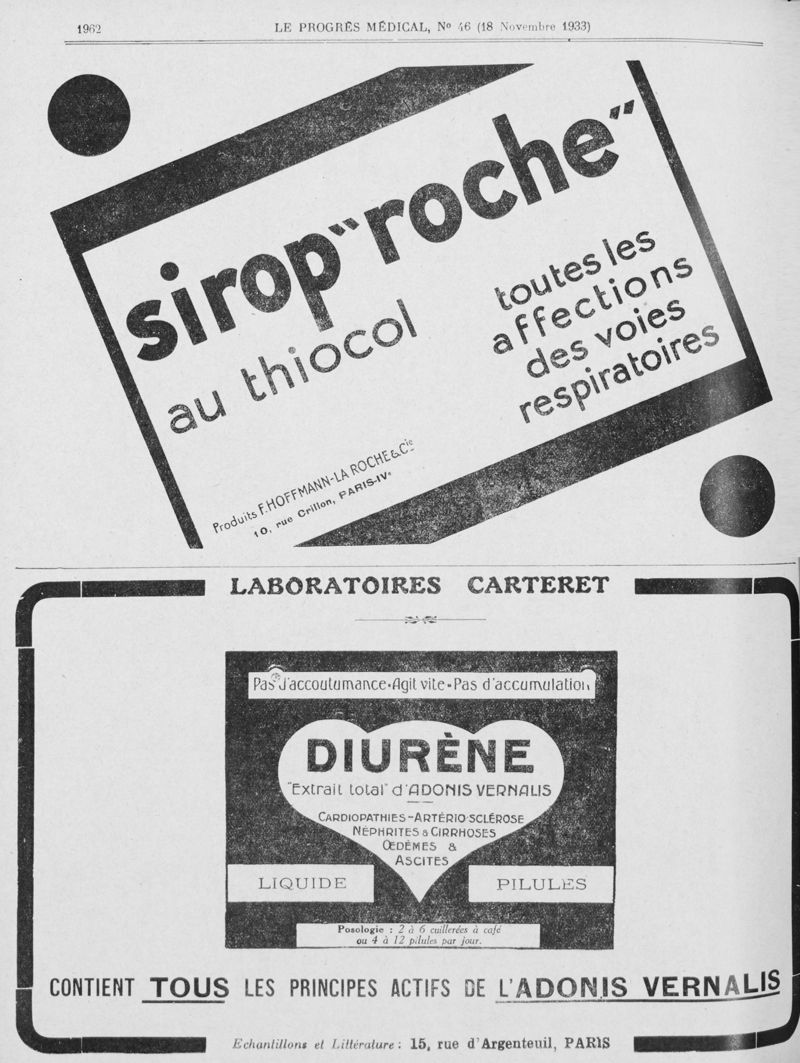 1962
LE PROGRÈS MÉDICAL, No 46 (18 Novembre 1933)
sirop "roche"
au thiocol
toutes les
affections
des voies
respiratoires
Produits F. HOFFMANN-LA ROCHE & Cie
10, rue Crillon, PARIS-IVe
LABORATOIRES CARTERET
Pas d'accoutumance-Agit vite-Pas d'accumulation
DIURÈNE
"Extrait total" d'ADONIS VERNALIS
CARDIOPATHIES-ARTÉRIO-SCLÉROSE
NÉPHRITES & CIRRHOSES
ŒDÈMES &
ASCITES
LIQUIDE
PILULES
Posologie : 2 à 6 cuillerées à café
ou 4 à 12 pilules par jour.
CONTIENT TOUS LES PRINCIPES ACTIFS DE L'ADONIS VERNALIS
Echantillons et Littérature : 15, rue d'Argenteuil, PARIS